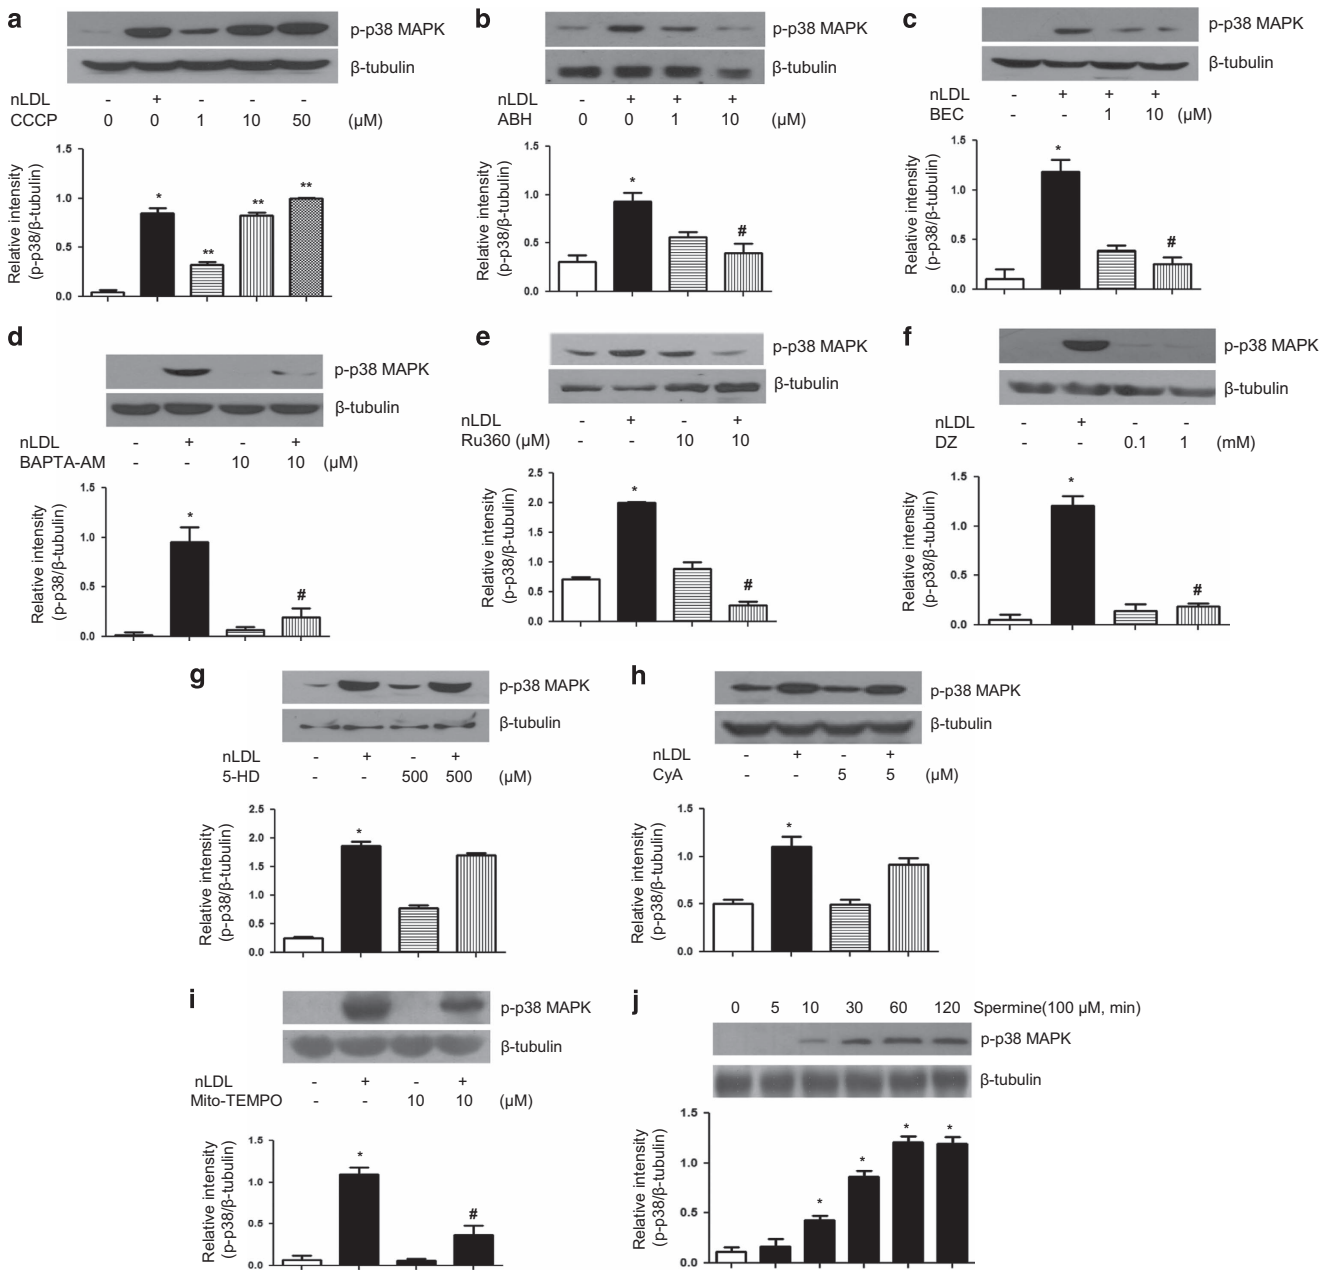 a
p-p38 MAPK
β-tubulin
nLDL - + - - -
CCCP 0 0 1 10 50 (µM)
Relative intensity
(p-p38/β-tubulin)
1.5
1.0
0.5
0.0
* ** ** **
b
p-p38 MAPK
β-tubulin
nLDL - + + +
ABH 0 0 1 10 (µM)
Relative intensity
(p-p38/β-tubulin)
1.5
1.0
0.5
0.0
* #
c
p-p38 MAPK
β-tubulin
nLDL - + + +
BEC - - 1 10 (µM)
Relative intensity
(p-p38/β-tubulin)
1.5
1.0
0.5
0.0
* #
d
p-p38 MAPK
β-tubulin
nLDL - + - +
BAPTA-AM - - 10 10 (µM)
Relative intensity
(p-p38/β-tubulin)
1.5
1.0
0.5
0.0
* #
e
p-p38 MAPK
β-tubulin
nLDL - + - +
Ru360 (µM) - - 10 10
Relative intensity
(p-p38/β-tubulin)
2.5
2.0
1.5
1.0
0.5
0.0
* #
f
p-p38 MAPK
β-tubulin
nLDL - + - -
DZ - - 0.1 1 (mM)
Relative intensity
(p-p38/β-tubulin)
1.5
1.0
0.5
0.0
* #
g
p-p38 MAPK
β-tubulin
nLDL - + - +
5-HD - - 500 500 (µM)
Relative intensity
(p-p38/β-tubulin)
2.5
2.0
1.5
1.0
0.5
0.0
*
h
p-p38 MAPK
β-tubulin
nLDL - + - +
CyA - - 5 5 (µM)
Relative intensity
(p-p38/β-tubulin)
1.5
1.0
0.5
0.0
*
i
p-p38 MAPK
β-tubulin
nLDL - + - +
Mito-TEMPO - - 10 10 (µM)
Relative intensity
(p-p38/β-tubulin)
1.5
1.0
0.5
0.0
* #
j
0 5 10 30 60 120 Spermine(100 µM, min)
p-p38 MAPK
β-tubulin
Relative intensity
(p-p38/β-tubulin)
1.5
1.0
0.5
0.0
* * * *